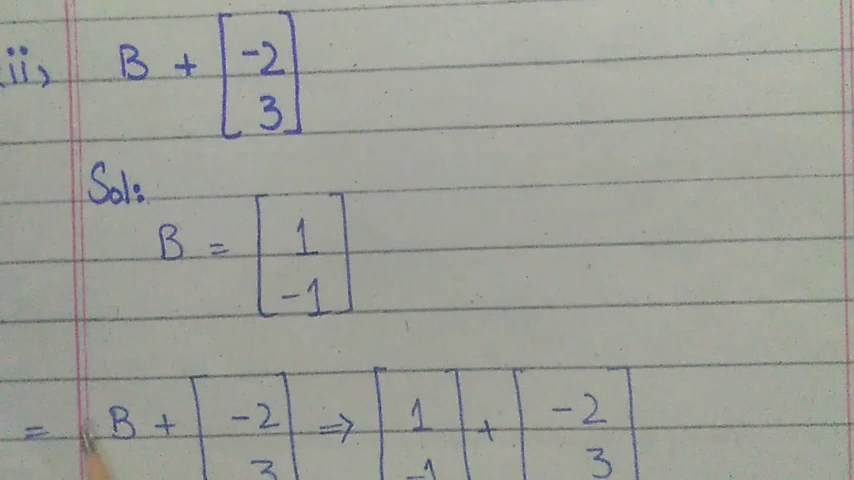 ii, B + [-2
3]
Sol:
B = [1
-1]
= B + [-2 ⇒ [1 + [-2
3] -1] 3]